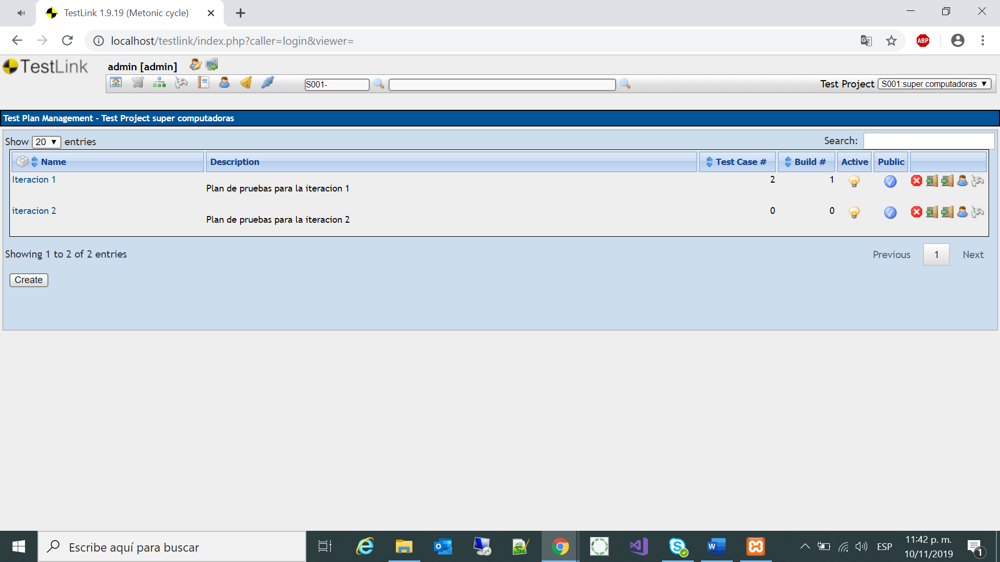 TestLink 1.9.19 (Metonic cycle)
localhost/testlink/index.php?caller=login&viewer=
ABP
TestLink
admin [admin]
S001-
Test Project S001:super computadoras
Test Plan Management - Test Project super computadoras
Show 20 entries
Search:
Name Description Test Case # Build # Active Public
Iteracion 1 Plan de pruebas para la iteracion 1 2 1
iteracion 2 Plan de pruebas para la iteracion 2 0 0
Showing 1 to 2 of 2 entries
Previous 1 Next
Create
Escribe aquí para buscar
ESP
11:42 p. m.
10/11/2019
1